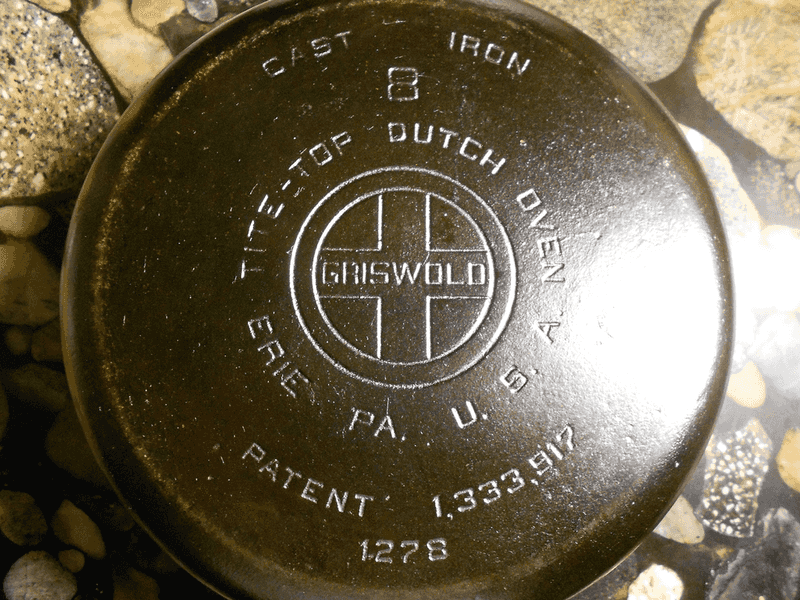 CAST IRON
8
TITE-TOP DUTCH OVEN
GRISWOLD
ERIE PA. U.S.A.
PATENT 1,333,917
1278